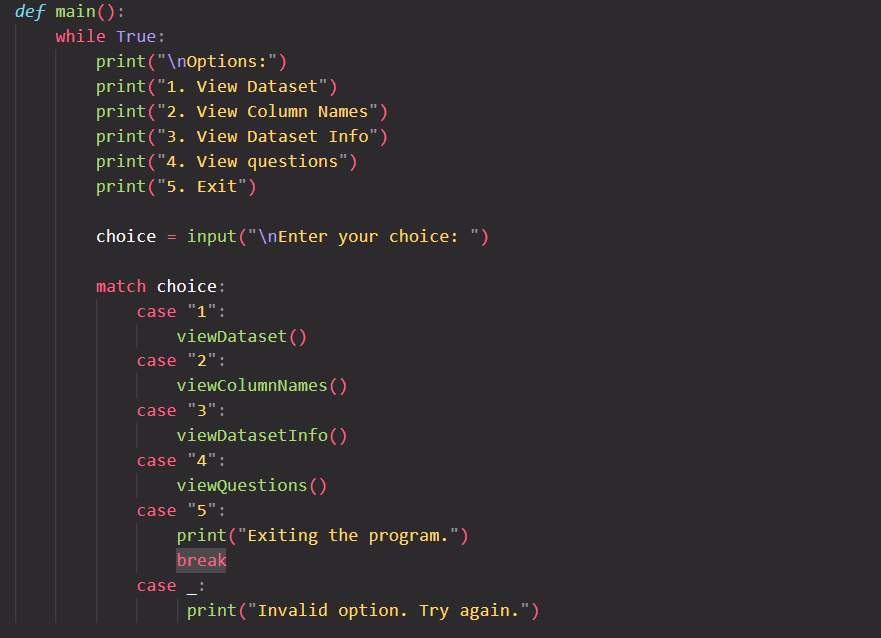 def main():
    while True:
        print("\nOptions:")
        print("1. View Dataset")
        print("2. View Column Names")
        print("3. View Dataset Info")
        print("4. View questions")
        print("5. Exit")

        choice = input("\nEnter your choice: ")

        match choice:
            case "1":
                viewDataset()
            case "2":
                viewColumnNames()
            case "3":
                viewDatasetInfo()
            case "4":
                viewQuestions()
            case "5":
                print("Exiting the program.")
                break
            case _:
                 print("Invalid option. Try again.")